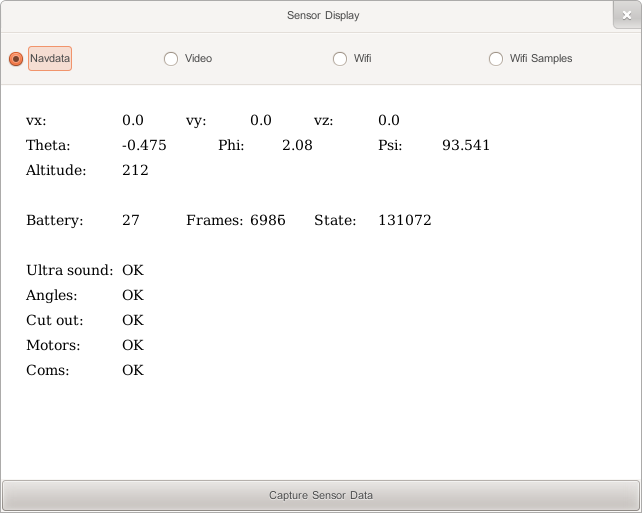 Sensor Display
Navdata Video Wifi Wifi Samples
vx: 0.0 vy: 0.0 vz: 0.0
Theta: -0.475 Phi: 2.08 Psi: 93.541
Altitude: 212
Battery: 27 Frames: 6985 State: 131072
Ultra sound: OK
Angles: OK
Cut out: OK
Motors: OK
Coms: OK
Capture Sensor Data